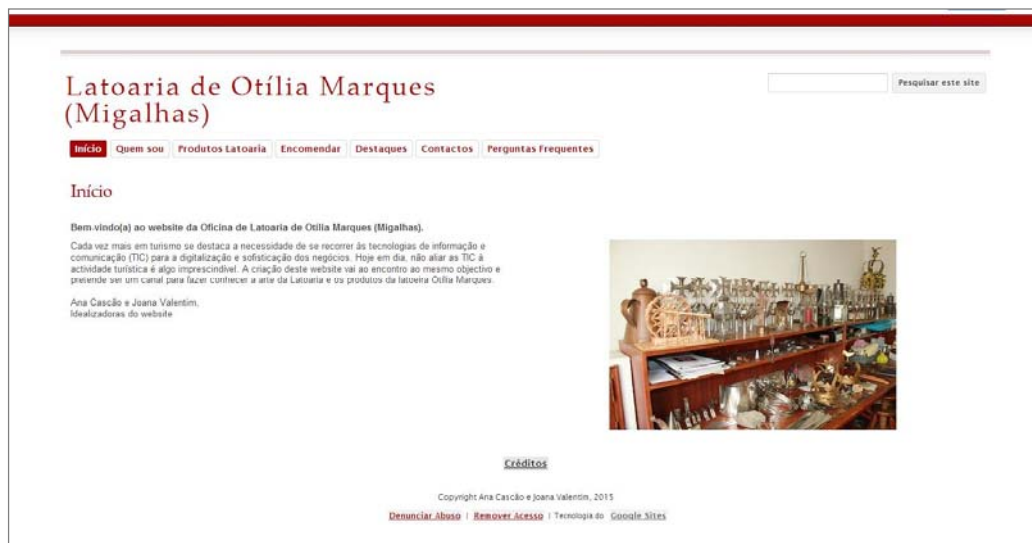 Latoaria de Otília Marques
(Migalhas)
Pesquisar este site
Início Quem sou Produtos Latoaria Encomendar Destaques Contactos Perguntas Frequentes
Início
Bem-vindo(a) ao website da Oficina de Latoaria de Otília Marques (Migalhas).
Cada vez mais em turismo se destaca a necessidade de se recorrer às tecnologias de informação e
comunicação (TIC) para a digitalização e sofisticação dos negócios. Hoje em dia, não aliar as TIC à
actividade turística é algo imprescindível. A criação deste website vai ao encontro ao mesmo objectivo e
pretende ser um canal para fazer conhecer a arte da Latoaria e os produtos da latoeira Otília Marques.
Ana Cascão e Joana Valentim,
Idealizadoras do website
Créditos
Copyright Ana Cascão e Joana Valentim, 2015
Denunciar Abuso | Remover Acesso | Tecnologia do Google Sites